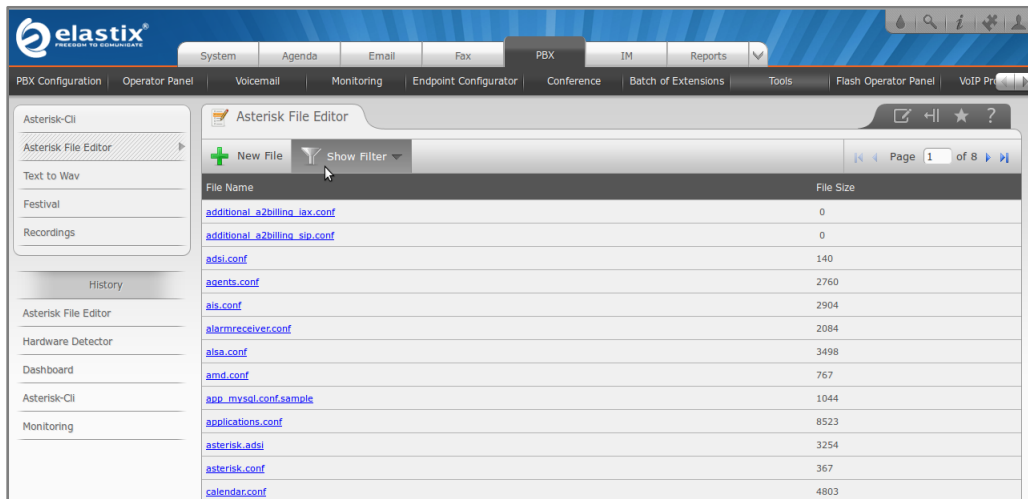 elastix®
FREEDOM TO COMUNICATE
System Agenda Email Fax PBX IM Reports
PBX Configuration Operator Panel Voicemail Monitoring Endpoint Configurator Conference Batch of Extensions Tools Flash Operator Panel VoIP
Asterisk-Cli
Asterisk File Editor
Text to Wav
Festival
Recordings
History
Asterisk File Editor
Hardware Detector
Dashboard
Asterisk-Cli
Monitoring
Asterisk File Editor
New File Show Filter Page 1 of 8
File Name File Size
additional_a2billing_iax.conf 0
additional_a2billing_sip.conf 0
adsi.conf 140
agents.conf 2760
ais.conf 2904
alarmreceiver.conf 2084
alsa.conf 3498
amd.conf 767
app_mysql.conf.sample 1044
applications.conf 8523
asterisk.adsi 3254
asterisk.conf 367
calendar.conf 4803